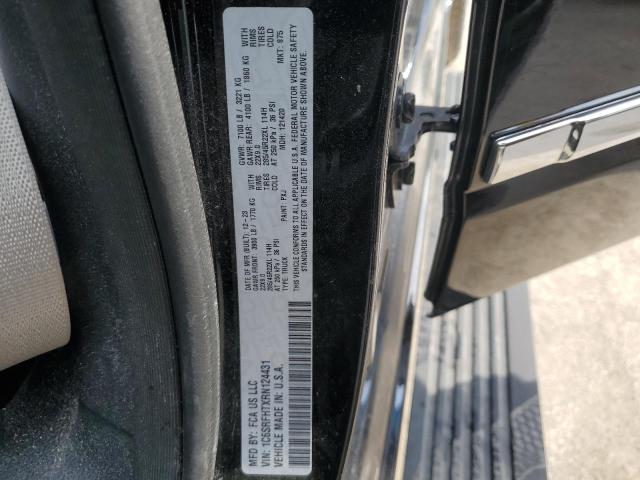 MFD BY: FCA US LLC
VIN: 1C6SRFHTXRN124431
VEHICLE MADE IN: U.S.A.
DATE OF MFR (BUILT): 12-23
GVWR: 7100 LB / 3221 KG
GAWR FRONT: 3900 LB / 1770 KG WITH
GAWR REAR: 4100 LB / 1860 KG WITH
22X9.0 RIMS
22X9.0 RIMS
285/45R22XL 114H TIRES
285/45R22XL 114H TIRES
AT 250 kPa / 36 PSI COLD
AT 250 kPa / 36 PSI COLD
TYPE: TRUCK
PAINT: PXJ
MDH: 121420
MKT: 875
THIS VEHICLE CONFORMS TO ALL APPLICABLE U.S.A. FEDERAL MOTOR VEHICLE SAFETY
STANDARDS IN EFFECT ON THE DATE OF MANUFACTURE SHOWN ABOVE.